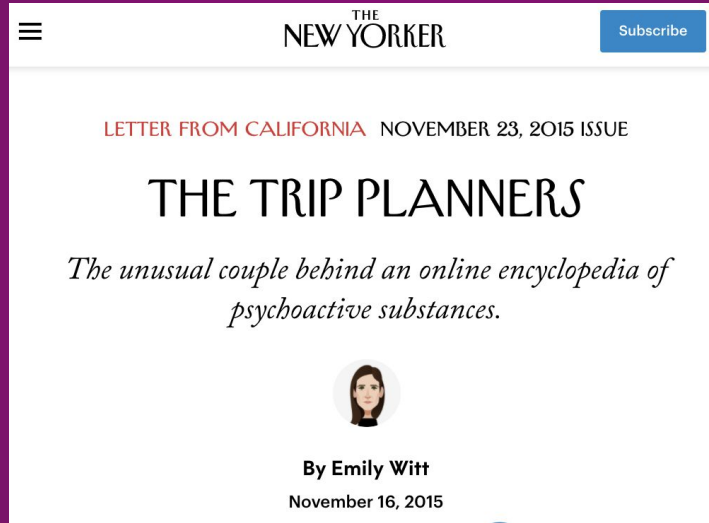 THE
NEW YORKER
Subscribe
LETTER FROM CALIFORNIA NOVEMBER 23, 2015 ISSUE
THE TRIP PLANNERS
The unusual couple behind an online encyclopedia of
psychoactive substances.
By Emily Witt
November 16, 2015